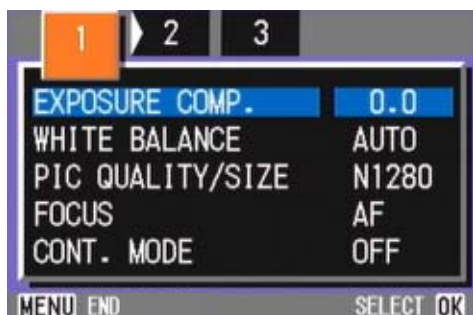 1 2 3
EXPOSURE COMP. 0.0
WHITE BALANCE AUTO
PIC QUALITY/SIZE N1280
FOCUS AF
CONT. MODE OFF
MENU END SELECT OK